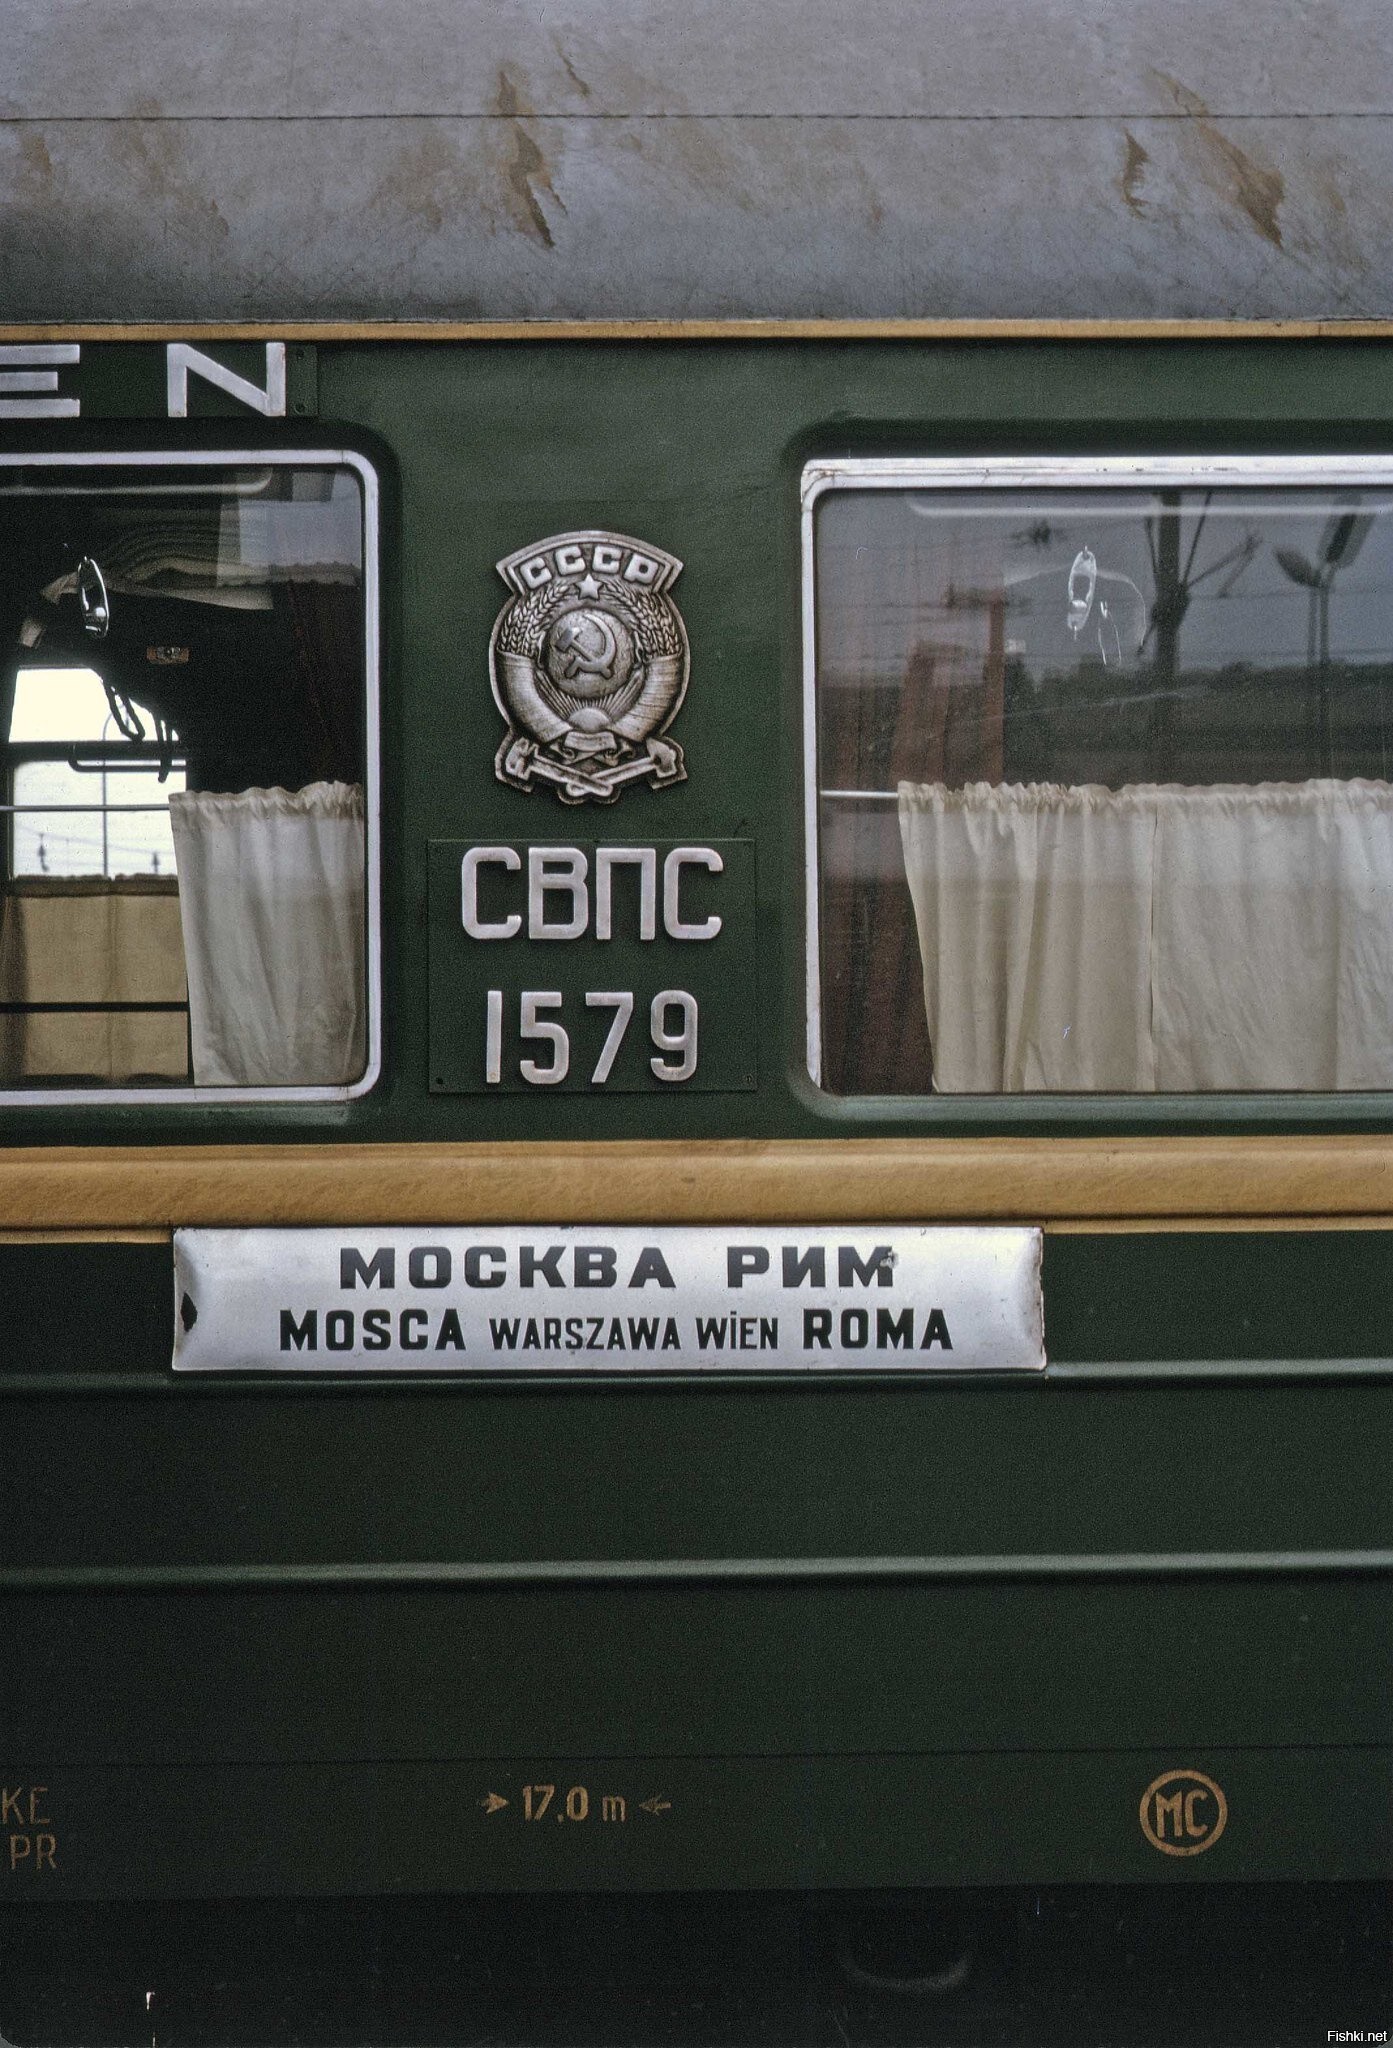 EN
СССР
СВПС
1579
МОСКВА РИМ
MOSCA WARSZAWA WIEN ROMA
KE
PR
17,0 m
MC
Fishki.net